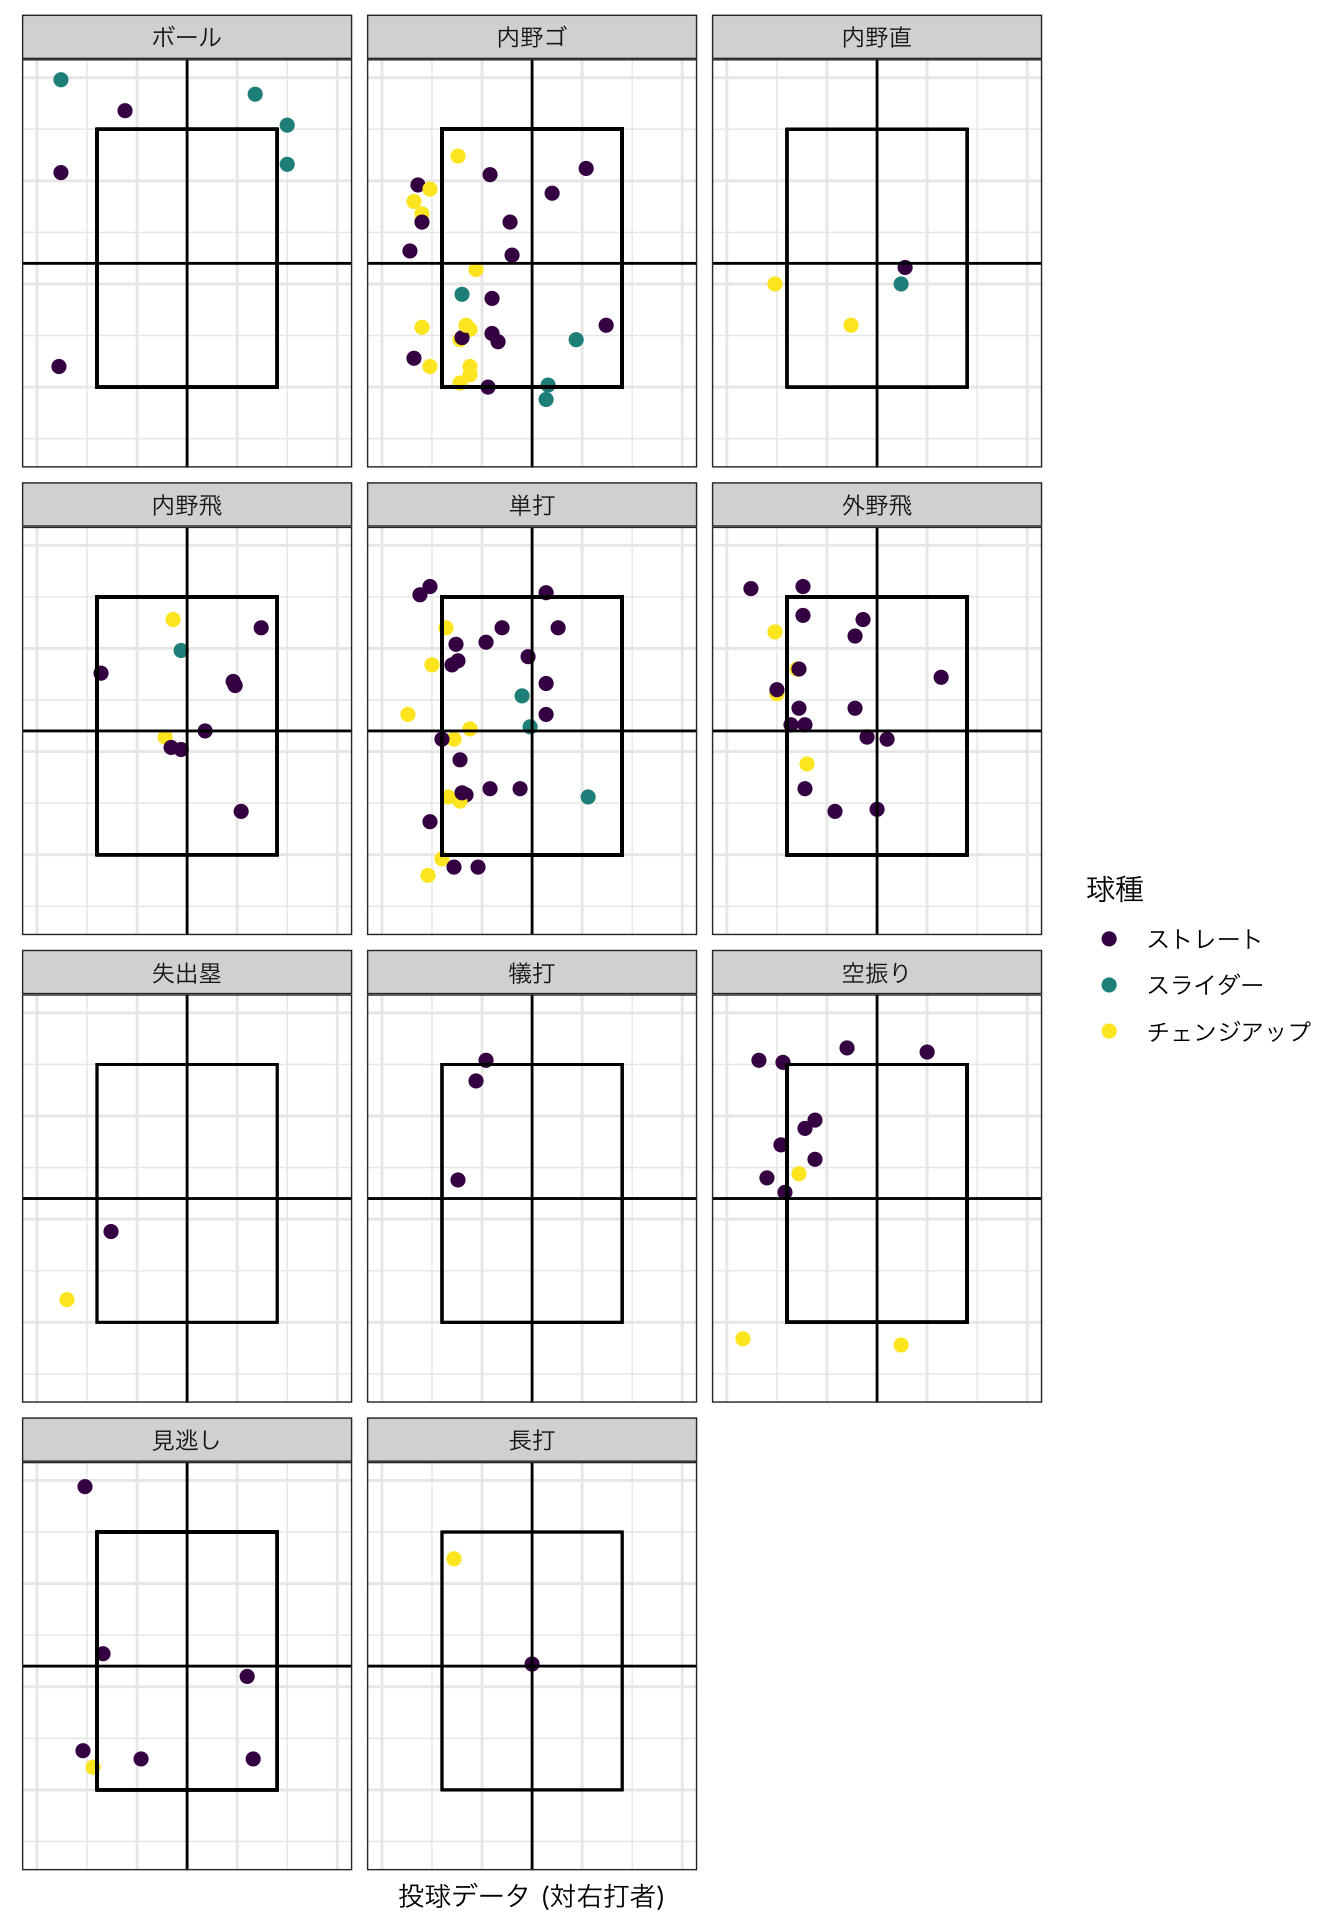 ボール
内野ゴ
内野直
内野飛
単打
外野飛
失出塁
犠打
空振り
見逃し
長打
球種
ストレート
スライダー
チェンジアップ
投球データ (対右打者)